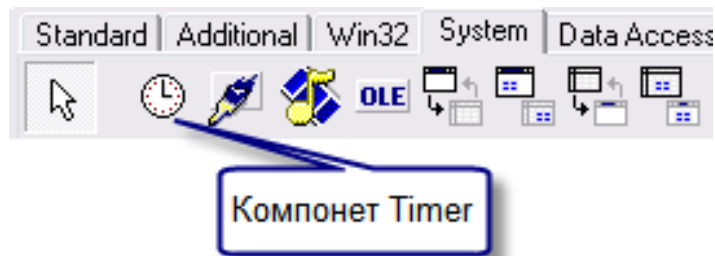 Standard Additional Win32 System Data Access
OLE
Компонет Timer